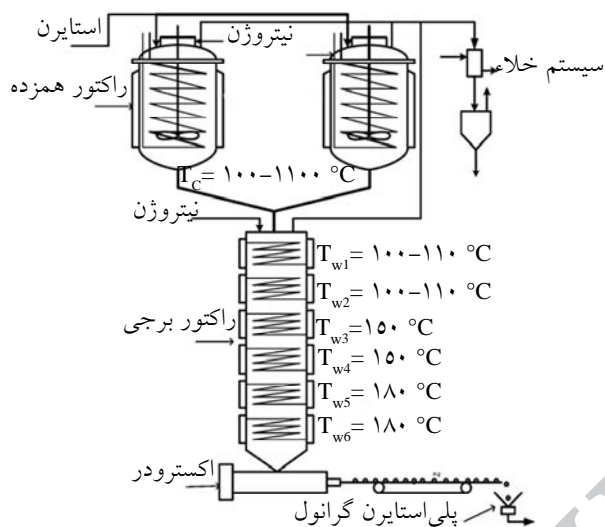 استایرن
نیتروژن
سیستم خلاء
راکتور همزده
T_C= ۱۰۰-۱۱۰۰ °C
نیتروژن
T_w1= ۱۰۰-۱۱۰ °C
T_w2= ۱۰۰-۱۱۰ °C
راکتور برجی
T_w3= ۱۵۰ °C
T_w4= ۱۵۰ °C
T_w5= ۱۸۰ °C
T_w6= ۱۸۰ °C
اکسترودر
پلی‌استایرن گرانول